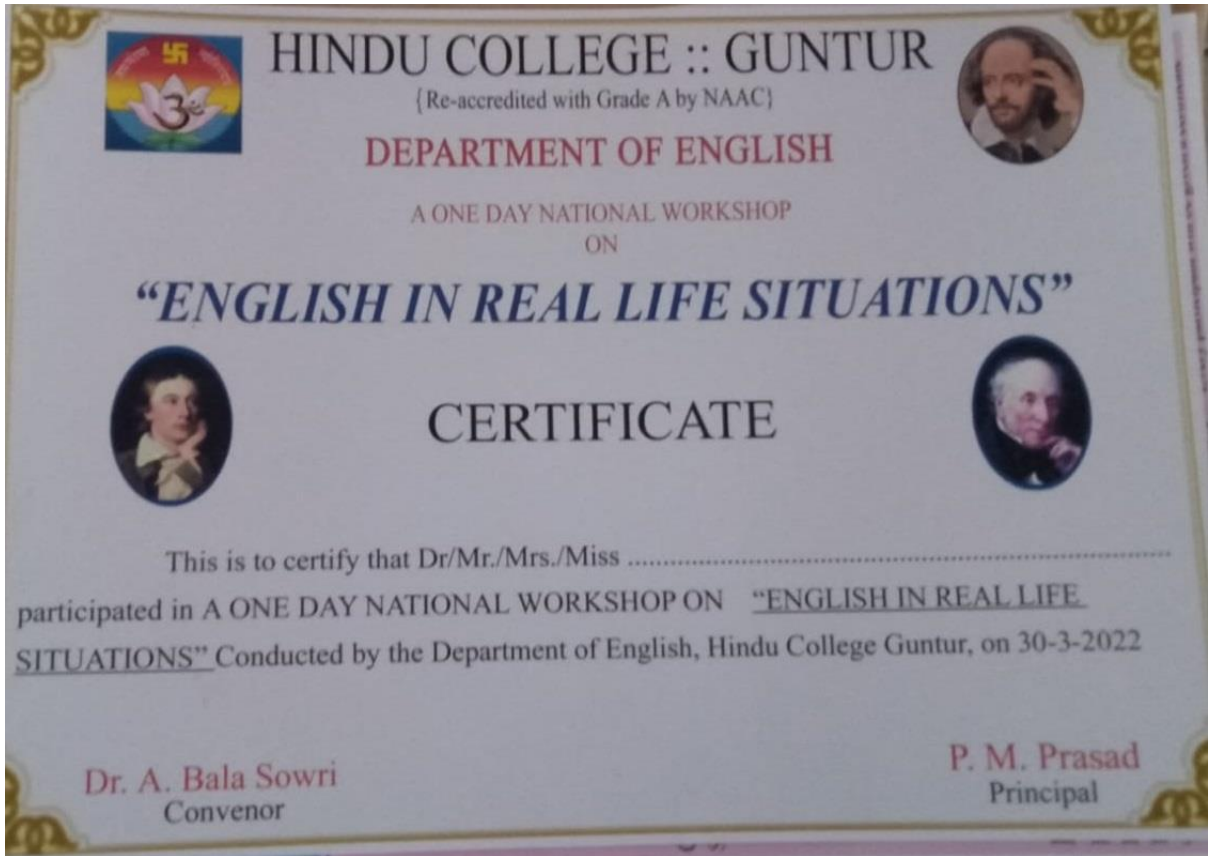 HINDU COLLEGE :: GUNTUR
{Re-accredited with Grade A by NAAC}
DEPARTMENT OF ENGLISH
A ONE DAY NATIONAL WORKSHOP
ON
“ENGLISH IN REAL LIFE SITUATIONS”
CERTIFICATE
This is to certify that Dr/Mr./Mrs./Miss ..........................................................................................
participated in A ONE DAY NATIONAL WORKSHOP ON “ENGLISH IN REAL LIFE
SITUATIONS” Conducted by the Department of English, Hindu College Guntur, on 30-3-2022
Dr. A. Bala Sowri
Convenor
P. M. Prasad
Principal